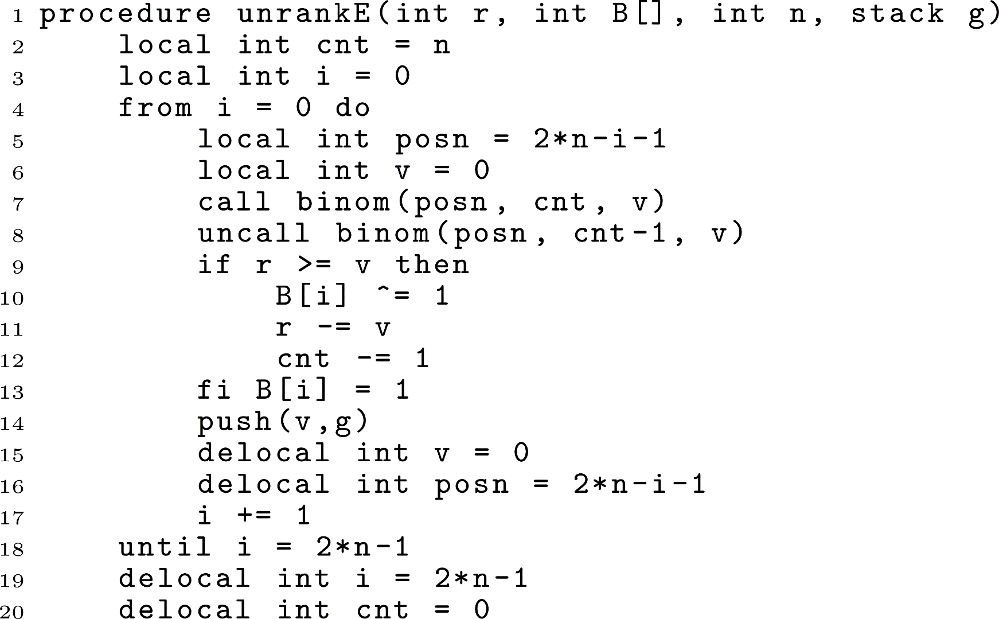 1 procedure unrankE(int r, int B[], int n, stack g)
2 local int cnt = n
3 local int i = 0
4 from i = 0 do
5 local int posn = 2*n-i-1
6 local int v = 0
7 call binom(posn, cnt, v)
8 uncall binom(posn, cnt-1, v)
9 if r >= v then
10 B[i] ^= 1
11 r -= v
12 cnt -= 1
13 fi B[i] = 1
14 push(v,g)
15 delocal int v = 0
16 delocal int posn = 2*n-i-1
17 i += 1
18 until i = 2*n-1
19 delocal int i = 2*n-1
20 delocal int cnt = 0